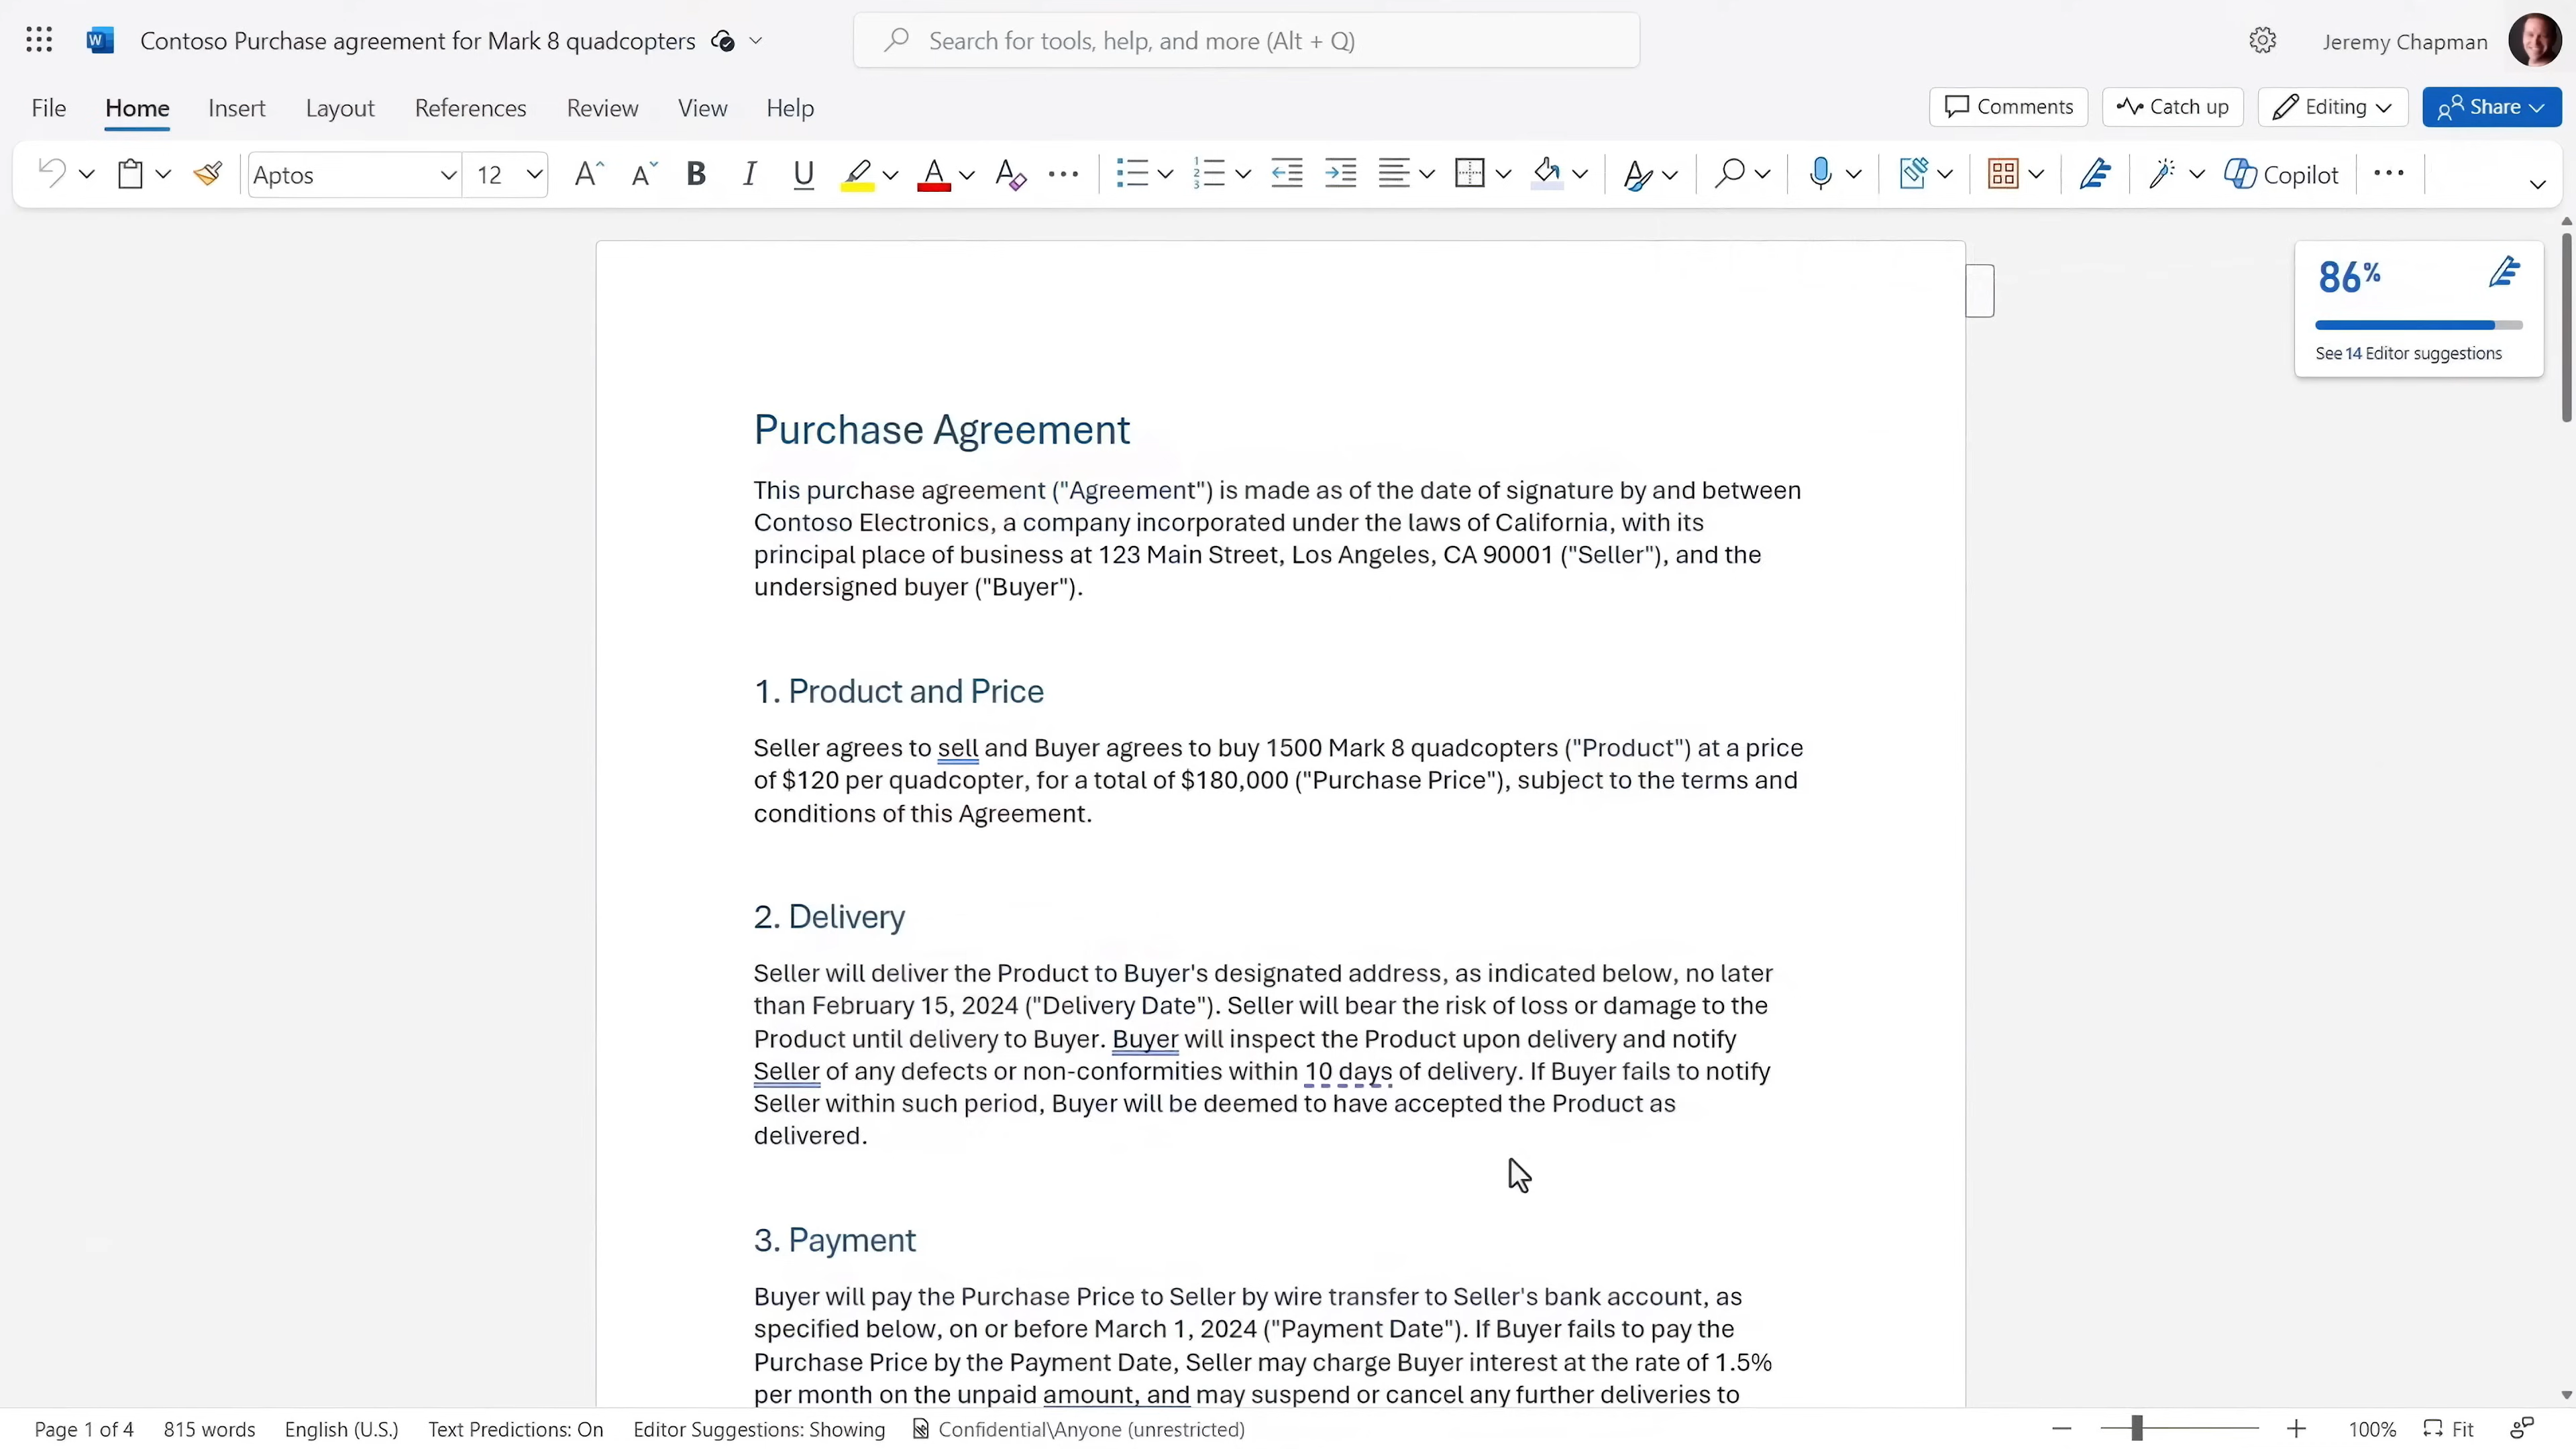 Contoso Purchase agreement for Mark 8 quadcopters
Search for tools, help, and more (Alt + Q)
Jeremy Chapman
File Home Insert Layout References Review View Help
Comments Catch up Editing Share
Aptos 12 B I U Copilot
86%
See 14 Editor suggestions
Purchase Agreement
This purchase agreement ("Agreement") is made as of the date of signature by and between
Contoso Electronics, a company incorporated under the laws of California, with its
principal place of business at 123 Main Street, Los Angeles, CA 90001 ("Seller"), and the
undersigned buyer ("Buyer").
1. Product and Price
Seller agrees to sell and Buyer agrees to buy 1500 Mark 8 quadcopters ("Product") at a price
of $120 per quadcopter, for a total of $180,000 ("Purchase Price"), subject to the terms and
conditions of this Agreement.
2. Delivery
Seller will deliver the Product to Buyer's designated address, as indicated below, no later
than February 15, 2024 ("Delivery Date"). Seller will bear the risk of loss or damage to the
Product until delivery to Buyer. Buyer will inspect the Product upon delivery and notify
Seller of any defects or non-conformities within 10 days of delivery. If Buyer fails to notify
Seller within such period, Buyer will be deemed to have accepted the Product as
delivered.
3. Payment
Buyer will pay the Purchase Price to Seller by wire transfer to Seller's bank account, as
specified below, on or before March 1, 2024 ("Payment Date"). If Buyer fails to pay the
Purchase Price by the Payment Date, Seller may charge Buyer interest at the rate of 1.5%
per month on the unpaid amount, and may suspend or cancel any further deliveries to
Page 1 of 4 815 words English (U.S.) Text Predictions: On Editor Suggestions: Showing Confidential\Anyone (unrestricted) 100% Fit